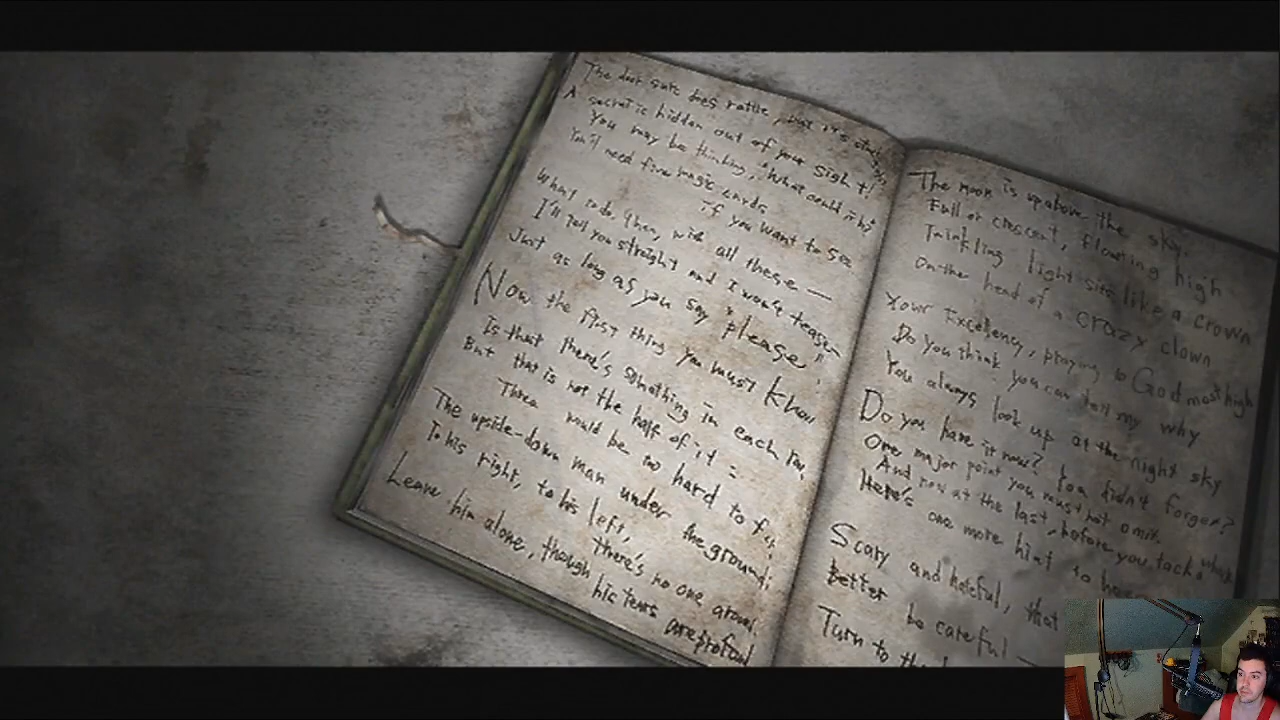 The door sure does rattle, but it's stuck
A secret is hidden out of your sight!
You may be thinking, "What could it be?"
You'll need five magic cards
if you want to see
What, to do, then, with all these —
I'll tell you straight and I won't tease
Just as long as you say "please".
Now the first thing you must know
Is that there's something in each row,
But that is not the half of it:
Three would be too hard to fit
The upside-down man under the ground;
To his right, to his left,
there's no one around.
Leave him alone, though
his tears are profound
The moon is up above the sky.
Full or crescent, floating high
Twinkling light sits like a crown
On the head of a crazy clown
Your Excellency, praying to God most high
Do you think you can tell my why
You always look up at the night sky
Do you have it now? You didn't forget?
One major point you must not omit.
And now at the last, before you tack,
Here's one more hint to
Scary and hateful, that
Better be careful —
Turn to